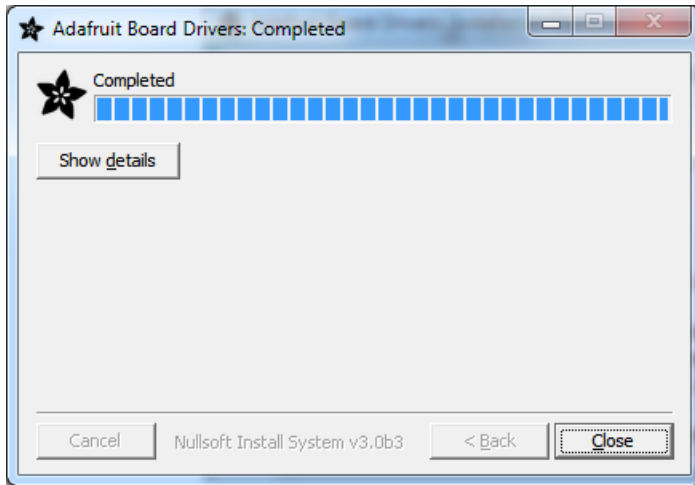 Adafruit Board Drivers: Completed
Completed
Show details
Cancel
Nullsoft Install System v3.0b3
< Back
Close